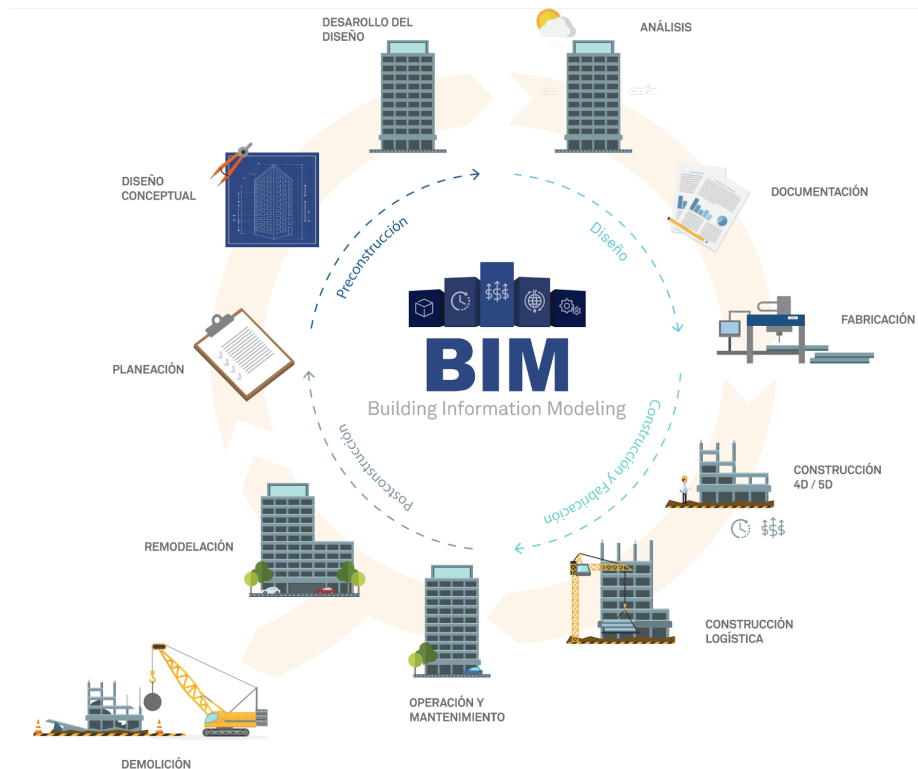 DESAROLLO DEL
DISEÑO
ANÁLISIS
DISEÑO
CONCEPTUAL
DOCUMENTACIÓN
Preconstrucción
Diseño
FABRICACIÓN
PLANEACIÓN
BIM
Building Information Modeling
Postconstrucción
Construcción y Fabricación
CONSTRUCCIÓN
4D / 5D
REMODELACIÓN
CONSTRUCCIÓN
LOGÍSTICA
OPERACIÓN Y
MANTENIMIENTO
DEMOLICIÓN